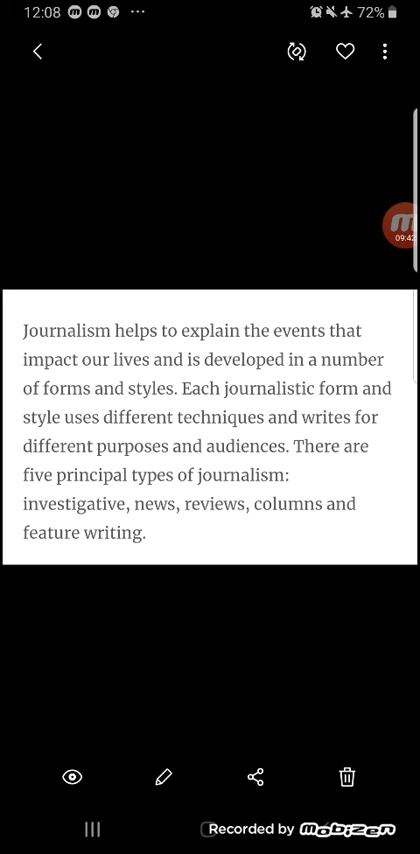 12:08
72%
09:42
Journalism helps to explain the events that
impact our lives and is developed in a number
of forms and styles. Each journalistic form and
style uses different techniques and writes for
different purposes and audiences. There are
five principal types of journalism:
investigative, news, reviews, columns and
feature writing.
Recorded by mobizen